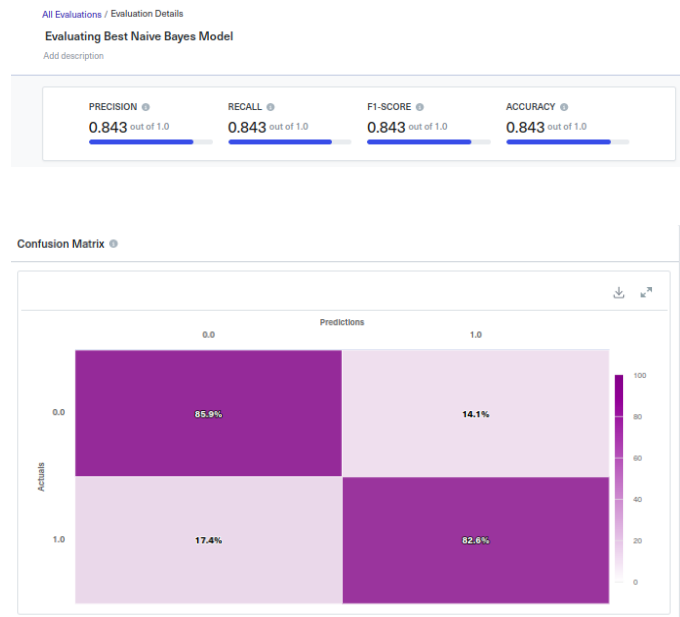 All Evaluations / Evaluation Details
Evaluating Best Naive Bayes Model
Add description
PRECISION RECALL F1-SCORE ACCURACY
0.843 out of 1.0 0.843 out of 1.0 0.843 out of 1.0 0.843 out of 1.0
Confusion Matrix
Predictions
0.0 1.0
100
0.0 85.9% 14.1%
80
60
Actuals
40
1.0 17.4% 82.6%
20
0